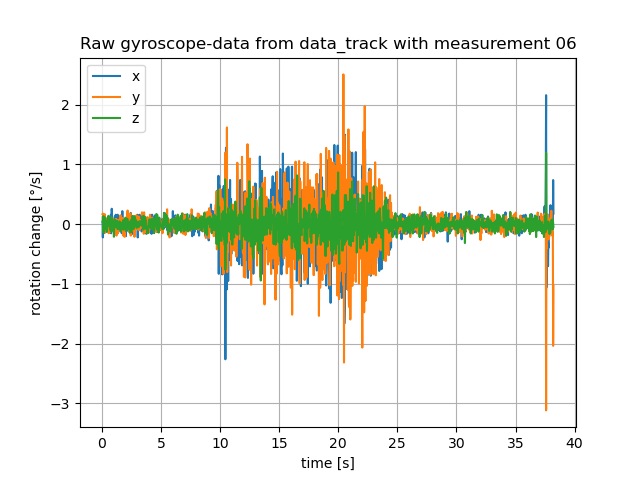 Raw gyroscope-data from data_track with measurement 06
x
y
z
rotation change [°/s]
2
1
0
−1
−2
−3
0 5 10 15 20 25 30 35 40
time [s]